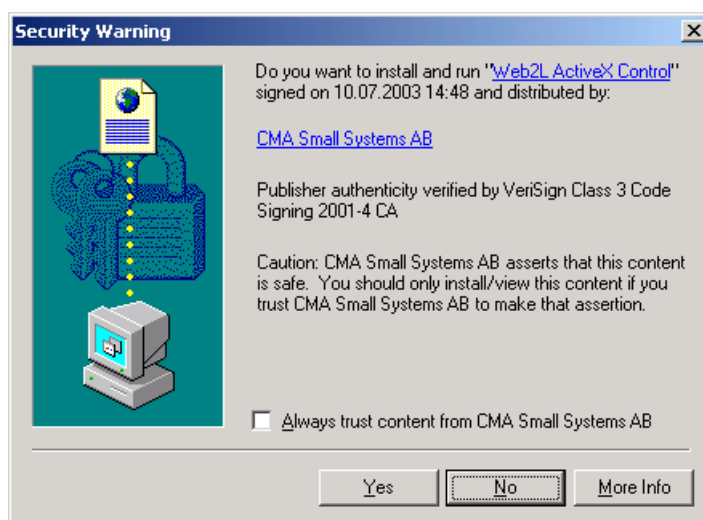 Security Warning
Do you want to install and run "Web2L ActiveX Control"
signed on 10.07.2003 14:48 and distributed by:
CMA Small Systems AB
Publisher authenticity verified by VeriSign Class 3 Code
Signing 2001-4 CA
Caution: CMA Small Systems AB asserts that this content
is safe.  You should only install/view this content if you
trust CMA Small Systems AB to make that assertion.
Always trust content from CMA Small Systems AB
Yes
No
More Info